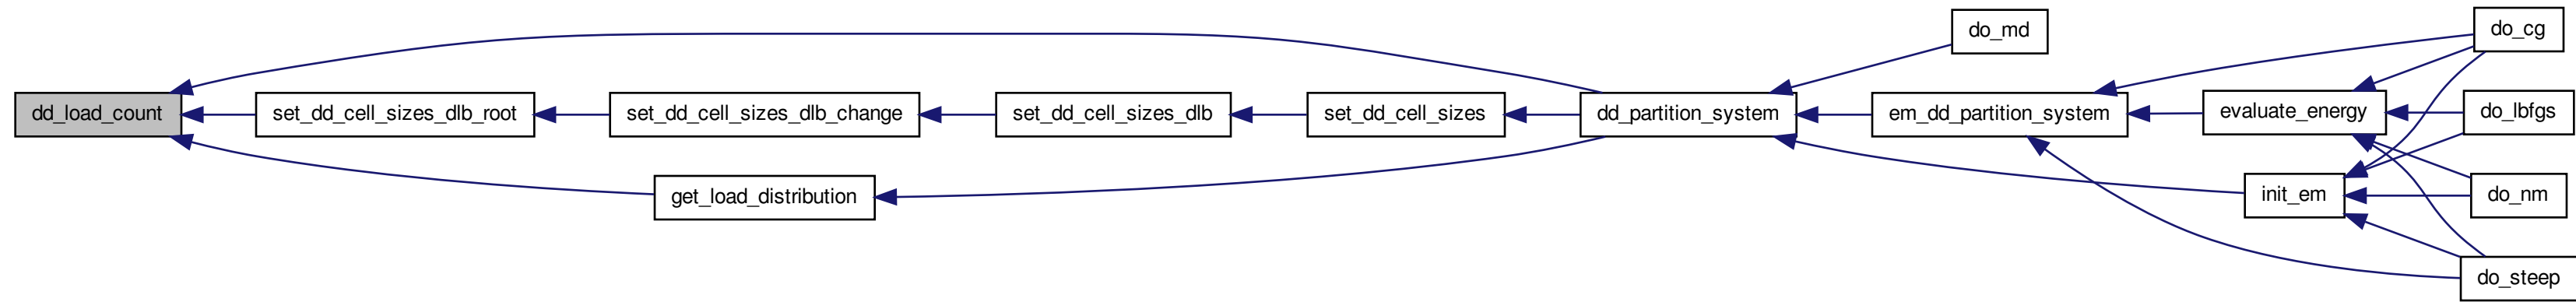 dd_load_count
set_dd_cell_sizes_dlb_root
set_dd_cell_sizes_dlb_change
set_dd_cell_sizes_dlb
set_dd_cell_sizes
get_load_distribution
dd_partition_system
do_md
em_dd_partition_system
evaluate_energy
init_em
do_cg
do_lbfgs
do_nm
do_steep